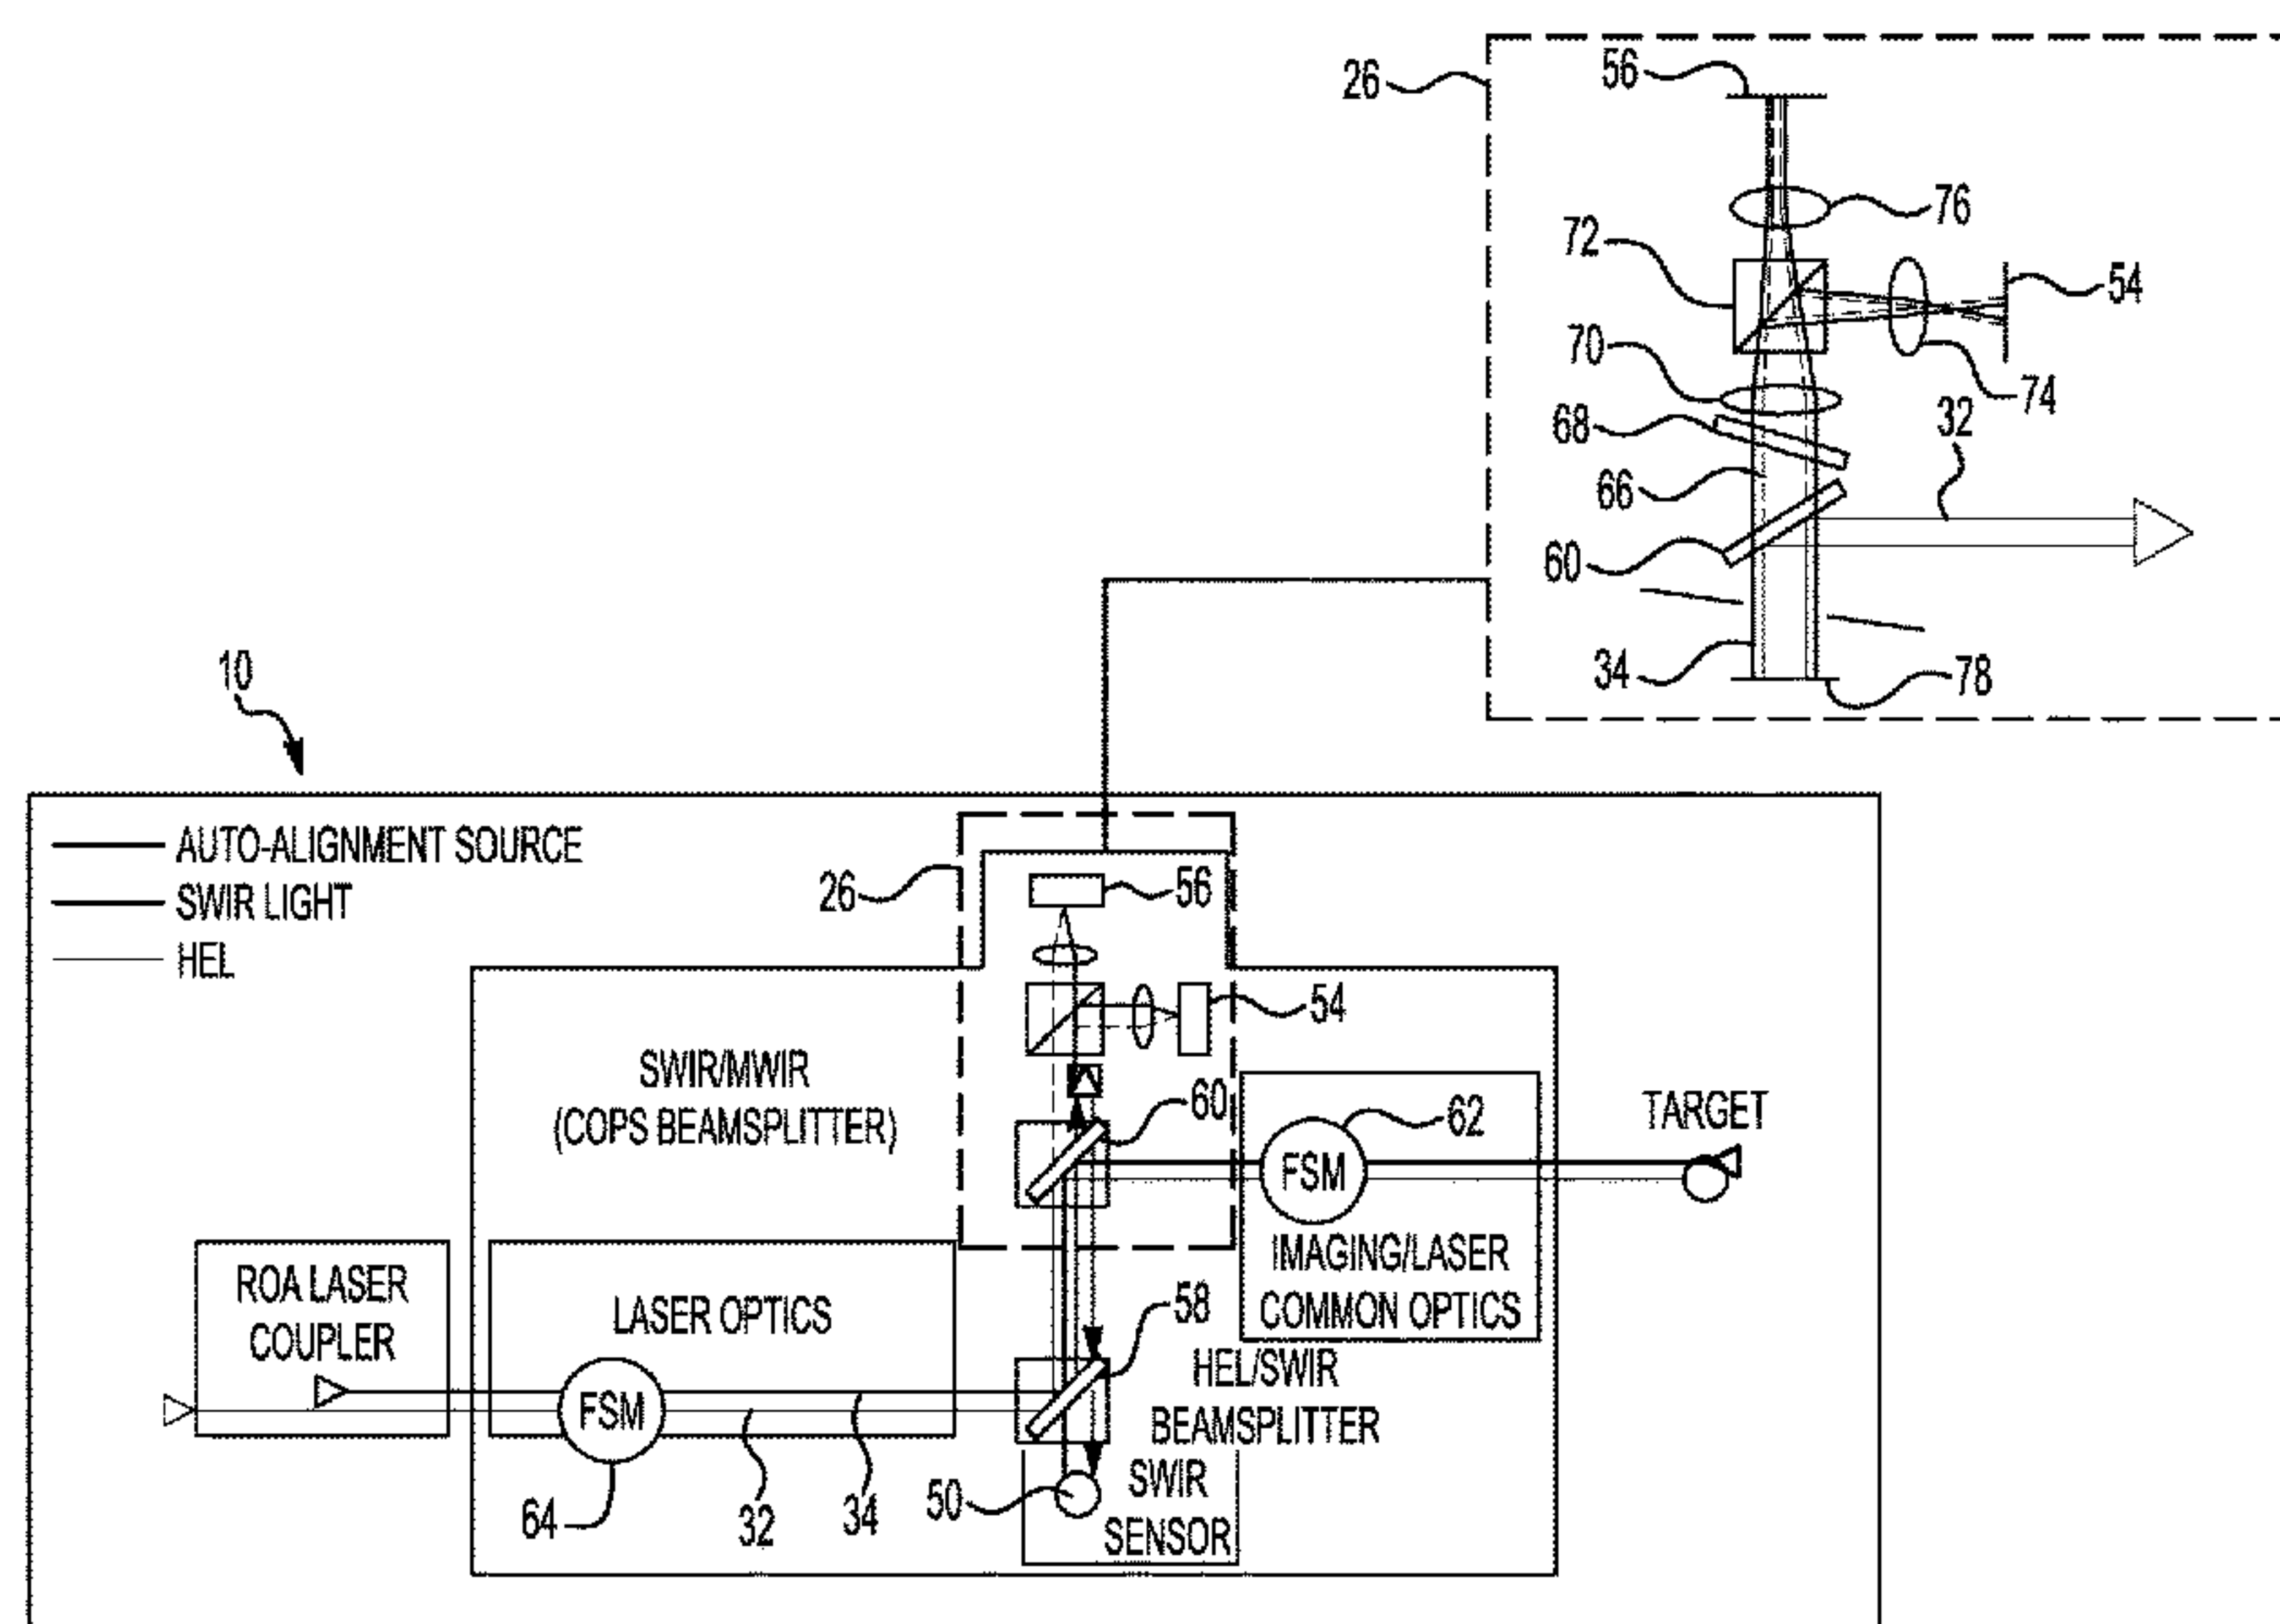 56
26
76
72
54
70
74
68
32
66
60
34
78
10
AUTO-ALIGNMENT SOURCE
SWIR LIGHT
HEL
26
56
54
SWIR/MWIR
(COPS BEAMSPLITTER)
60
62
TARGET
FSM
IMAGING/LASER
COMMON OPTICS
ROA LASER
COUPLER
LASER OPTICS
58
HEL/SWIR
BEAMSPLITTER
FSM
SWIR
SENSOR
50
64
32
34